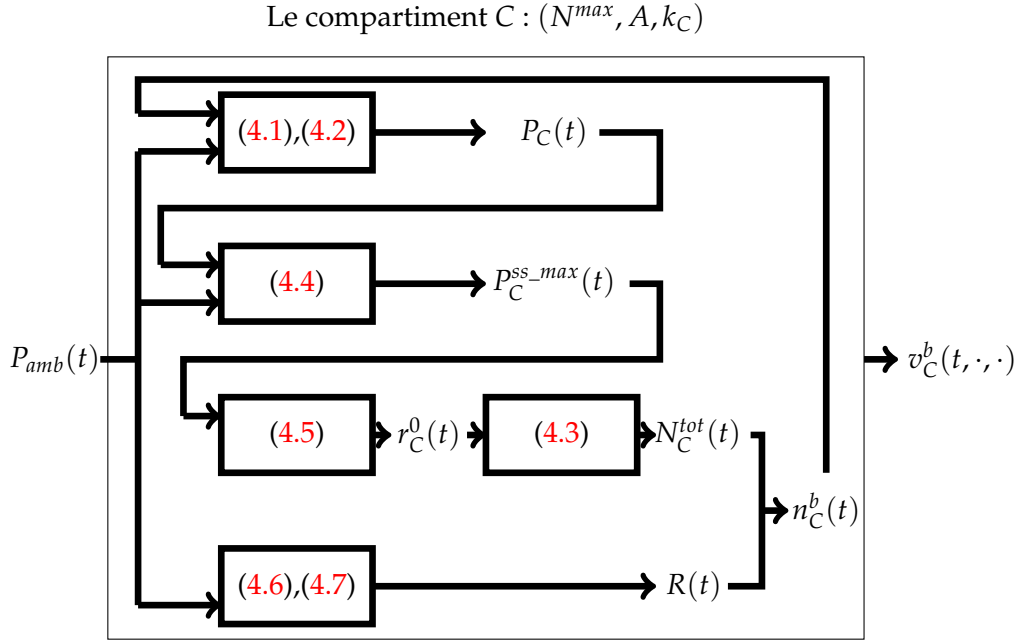 Le compartiment C : (N^max, A, k_C)
(4.1),(4.2) P_C(t)
(4.4) P_C^ss_max(t)
P_amb(t) v_C^b(t, ·, ·)
(4.5) r_C^0(t) (4.3) N_C^tot(t)
n_C^b(t)
(4.6),(4.7) R(t)